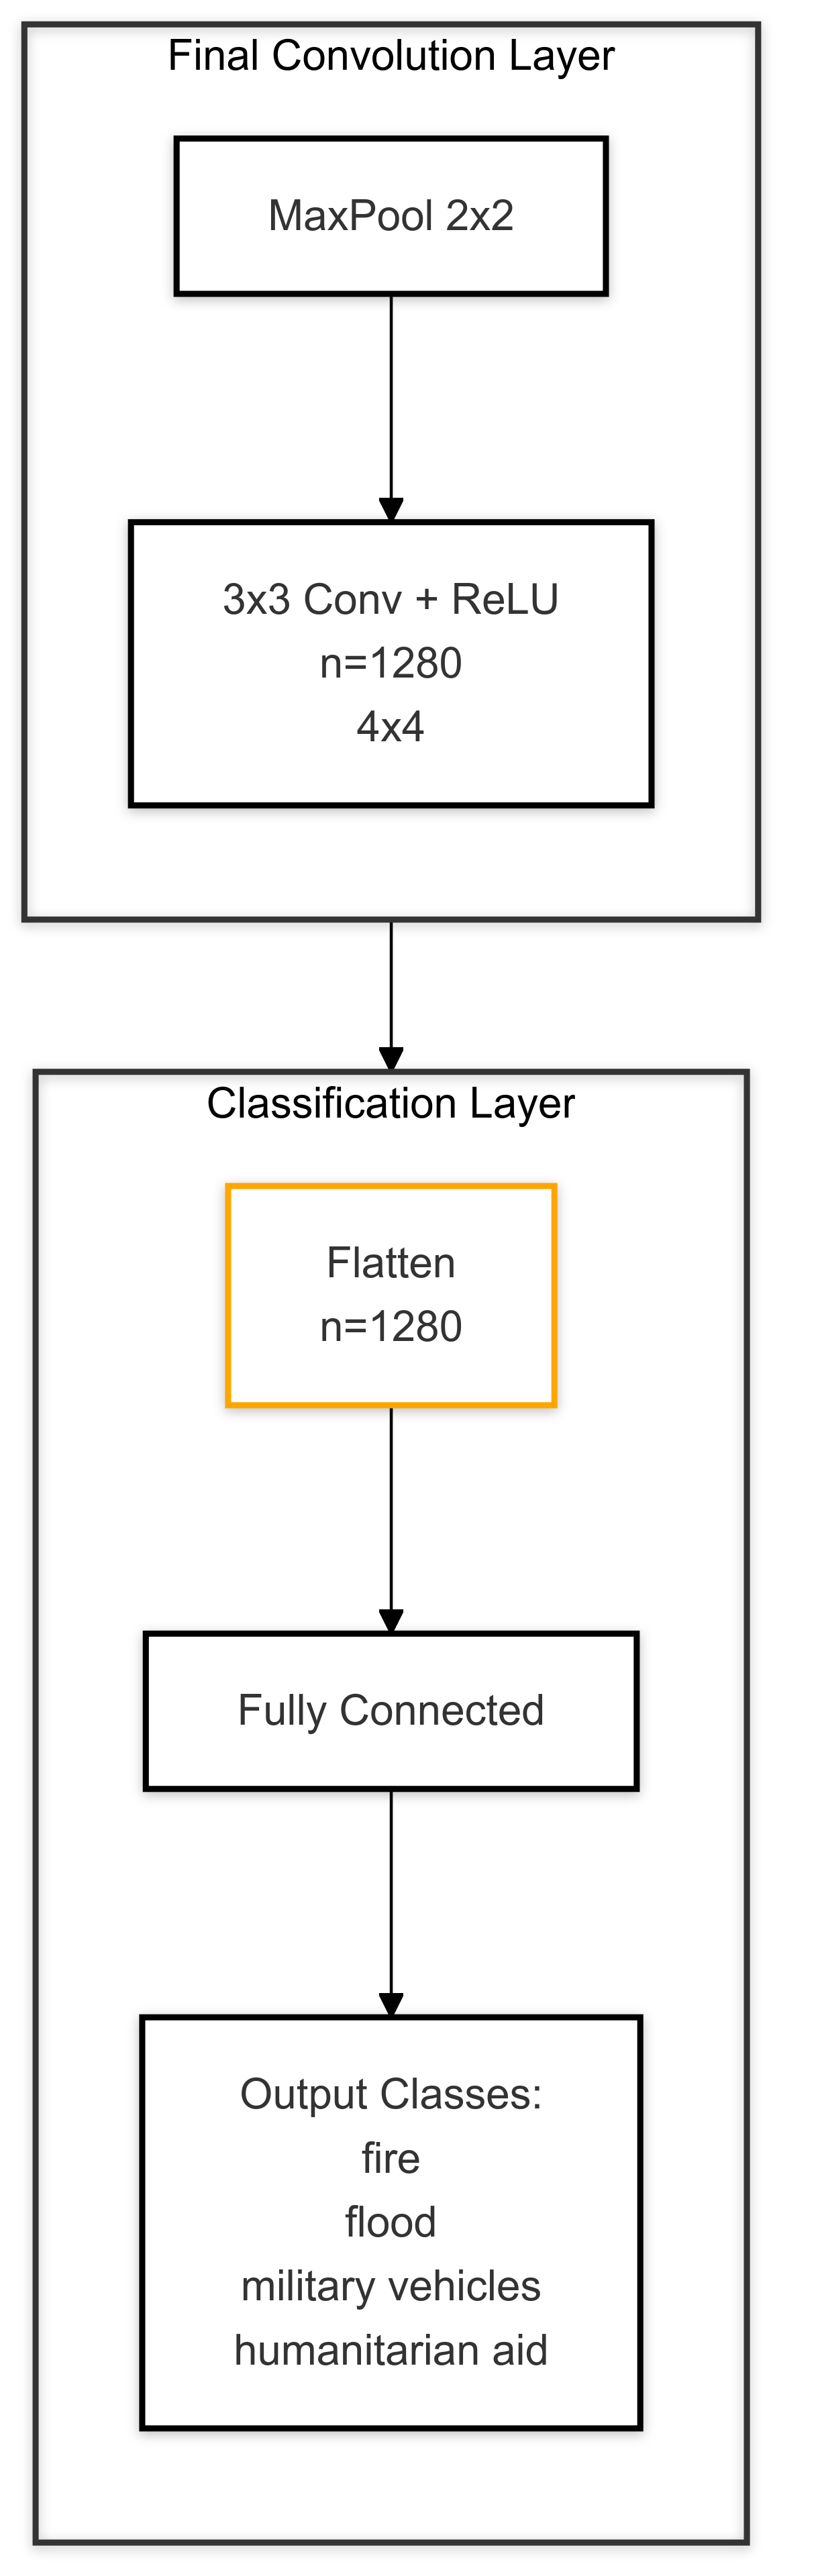 Final Convolution Layer
MaxPool 2x2
3x3 Conv + ReLU
n=1280
4x4
Classification Layer
Flatten
n=1280
Fully Connected
Output Classes:
fire
flood
military vehicles
humanitarian aid